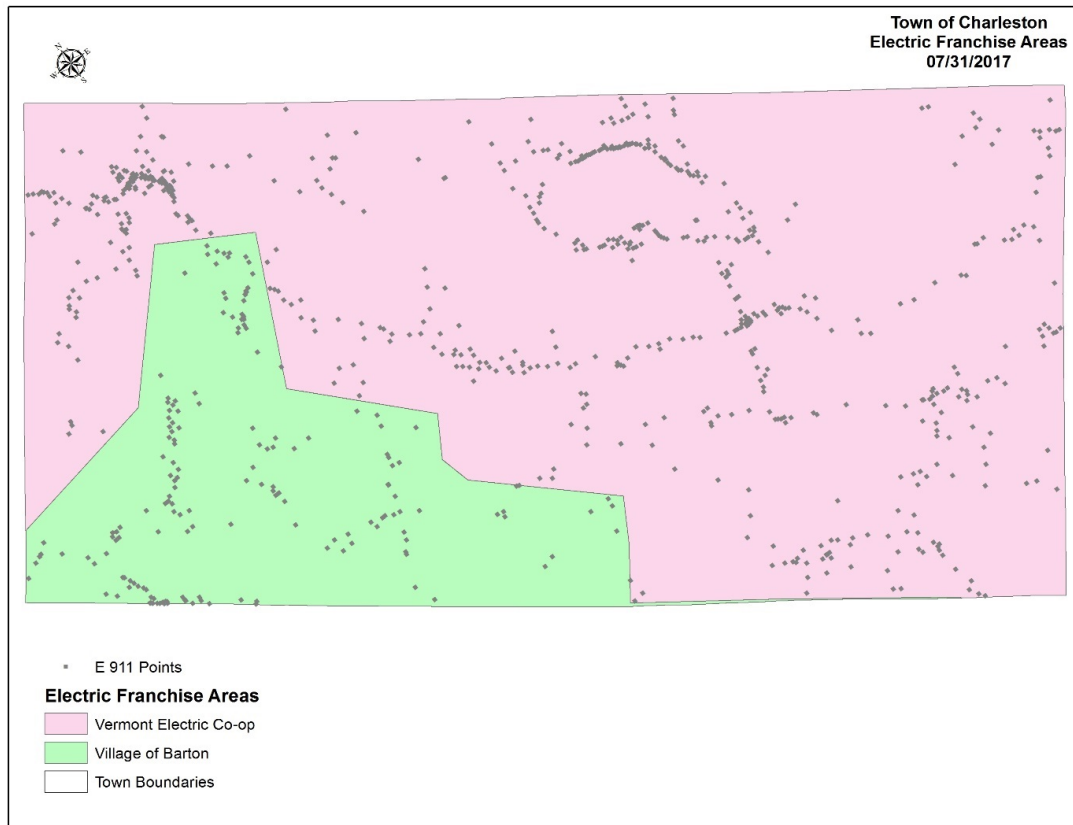 Town of Charleston
Electric Franchise Areas
07/31/2017
N
E
W
S
E 911 Points
Electric Franchise Areas
Vermont Electric Co-op
Village of Barton
Town Boundaries